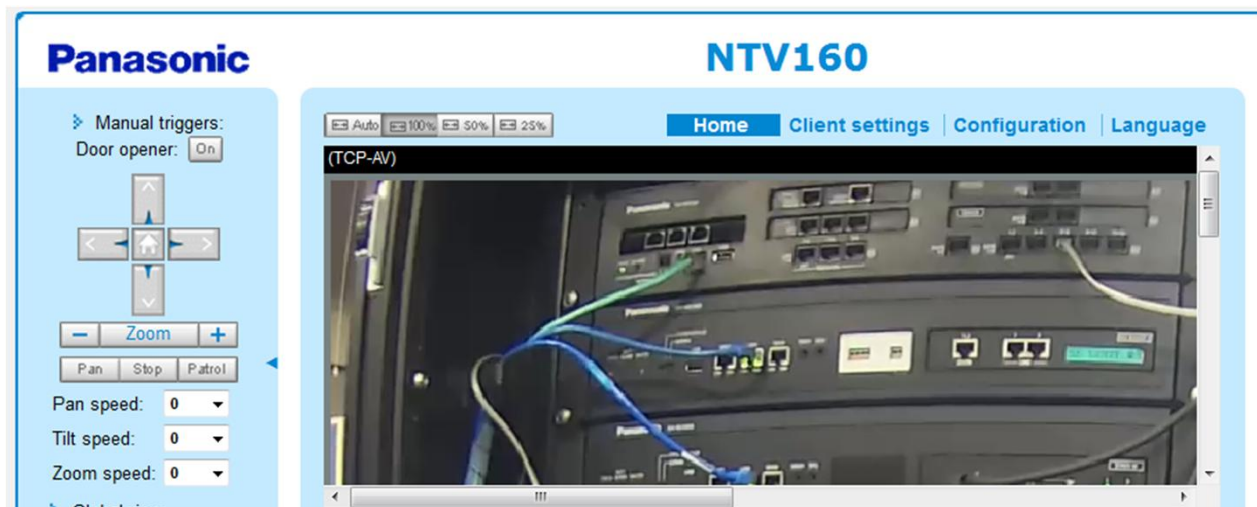 Panasonic
NTV160
Manual triggers:
Door opener: On
Zoom
Pan Stop Patrol
Pan speed: 0
Tilt speed: 0
Zoom speed: 0
Auto 100% 50% 25%
Home Client settings Configuration Language
(TCP-AV)
Panasonic
Panasonic
Panasonic